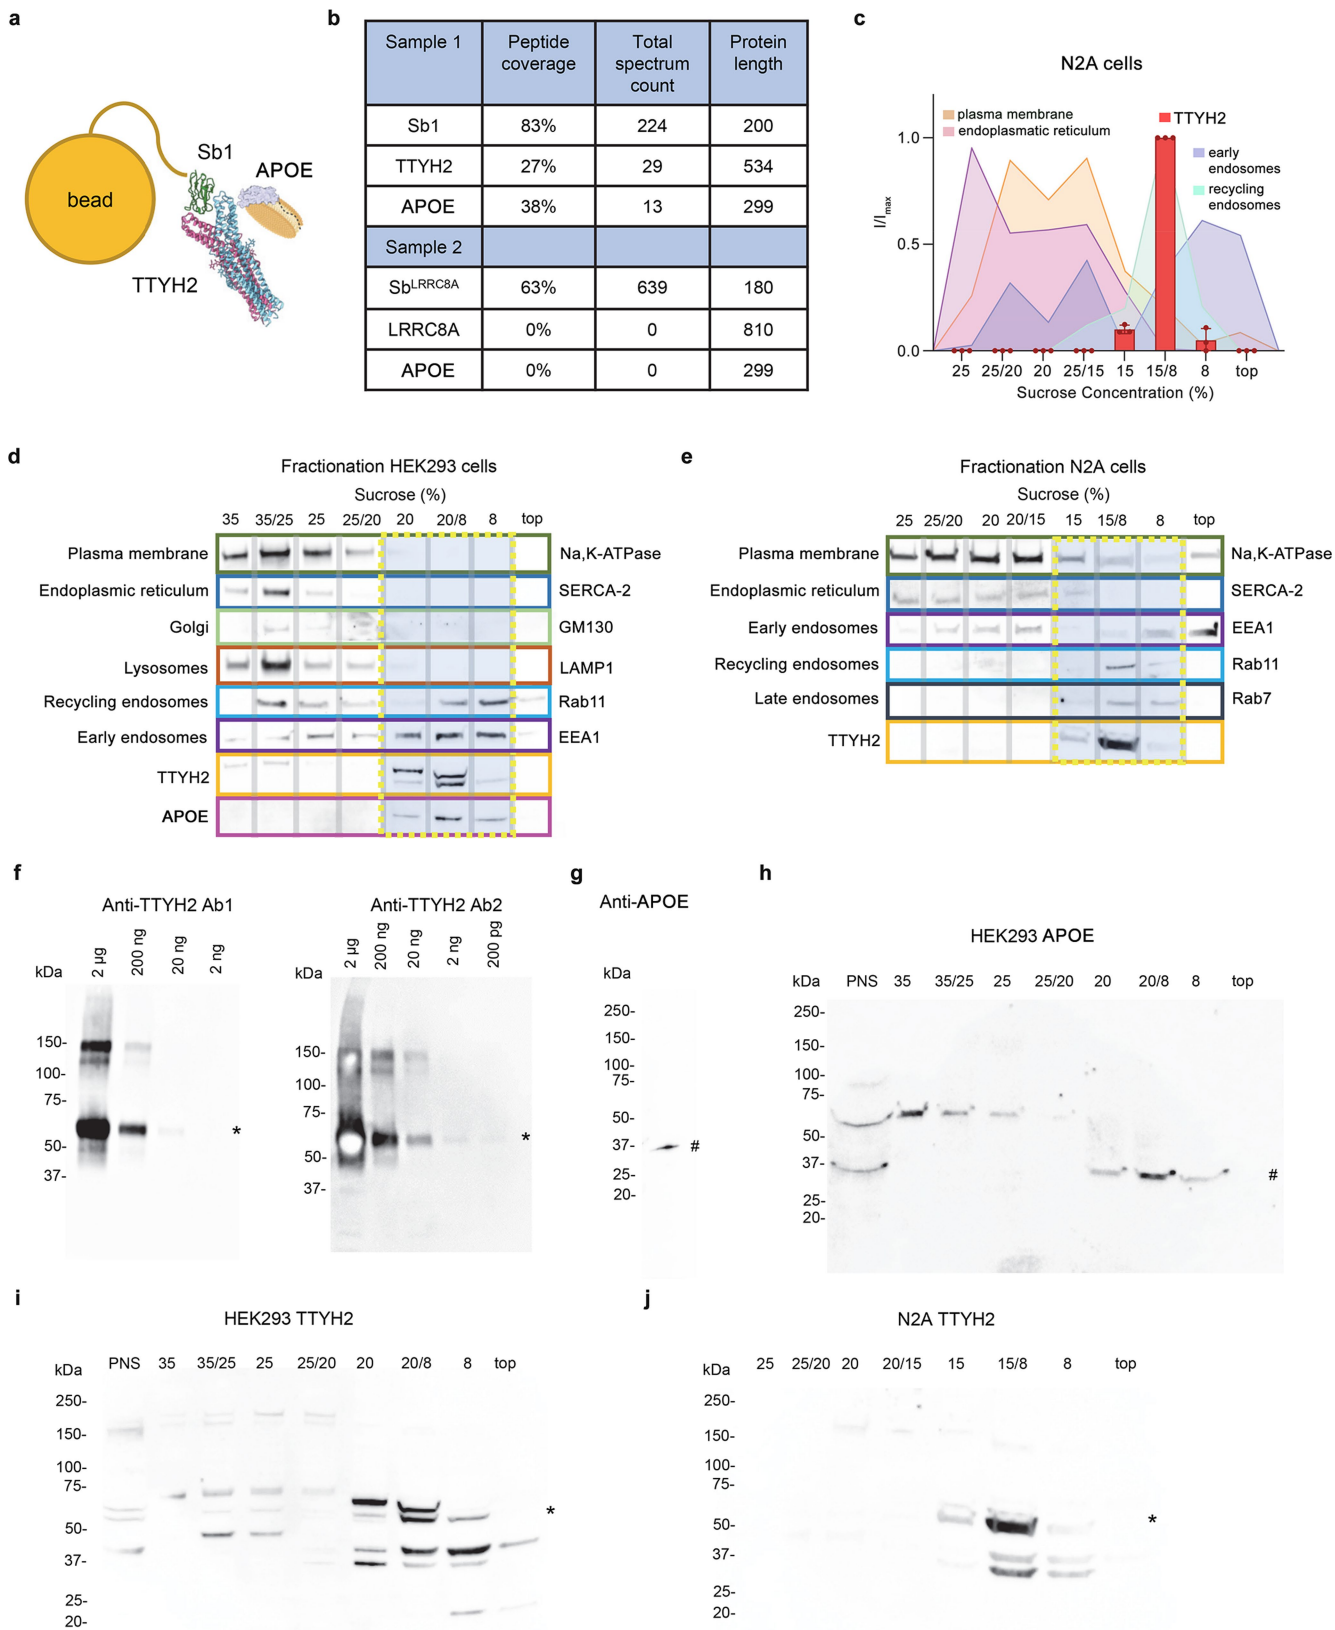 a
bead
Sb1
APOE
TTYH2
b
Sample 1 Peptide coverage Total spectrum count Protein length
Sb1 83% 224 200
TTYH2 27% 29 534
APOE 38% 13 299
Sample 2
SbLRRC8A 63% 639 180
LRRC8A 0% 0 810
APOE 0% 0 299
c
N2A cells
plasma membrane
endoplasmatic reticulum
TTYH2
early endosomes
recycling endosomes
I/Imax
1.0
0.5
0.0
25 25/20 20 25/15 15 15/8 8 top
Sucrose Concentration (%)
d
Fractionation HEK293 cells
Sucrose (%)
35 35/25 25 25/20 20 20/8 8 top
Plasma membrane Na,K-ATPase
Endoplasmic reticulum SERCA-2
Golgi GM130
Lysosomes LAMP1
Recycling endosomes Rab11
Early endosomes EEA1
TTYH2
APOE
e
Fractionation N2A cells
Sucrose (%)
25 25/20 20 20/15 15 15/8 8 top
Plasma membrane Na,K-ATPase
Endoplasmic reticulum SERCA-2
Early endosomes EEA1
Recycling endosomes Rab11
Late endosomes Rab7
TTYH2
f
Anti-TTYH2 Ab1
kDa 2 µg 200 ng 20 ng 2 ng
150-
100-
75-
50-
37-
*
Anti-TTYH2 Ab2
kDa 2 µg 200 ng 20 ng 2 ng 200 pg
150-
100-
75-
50-
37-
*
g
Anti-APOE
kDa
250-
150-
100-
75-
50-
37- #
25-
20-
h
HEK293 APOE
kDa PNS 35 35/25 25 25/20 20 20/8 8 top
250-
150-
100-
75-
50-
37-
#
25-
20-
i
HEK293 TTYH2
kDa PNS 35 35/25 25 25/20 20 20/8 8 top
250-
150-
100-
75-
*
50-
37-
25-
20-
j
N2A TTYH2
kDa 25 25/20 20 20/15 15 15/8 8 top
250-
150-
100-
75-
50- *
37-
25-
20-